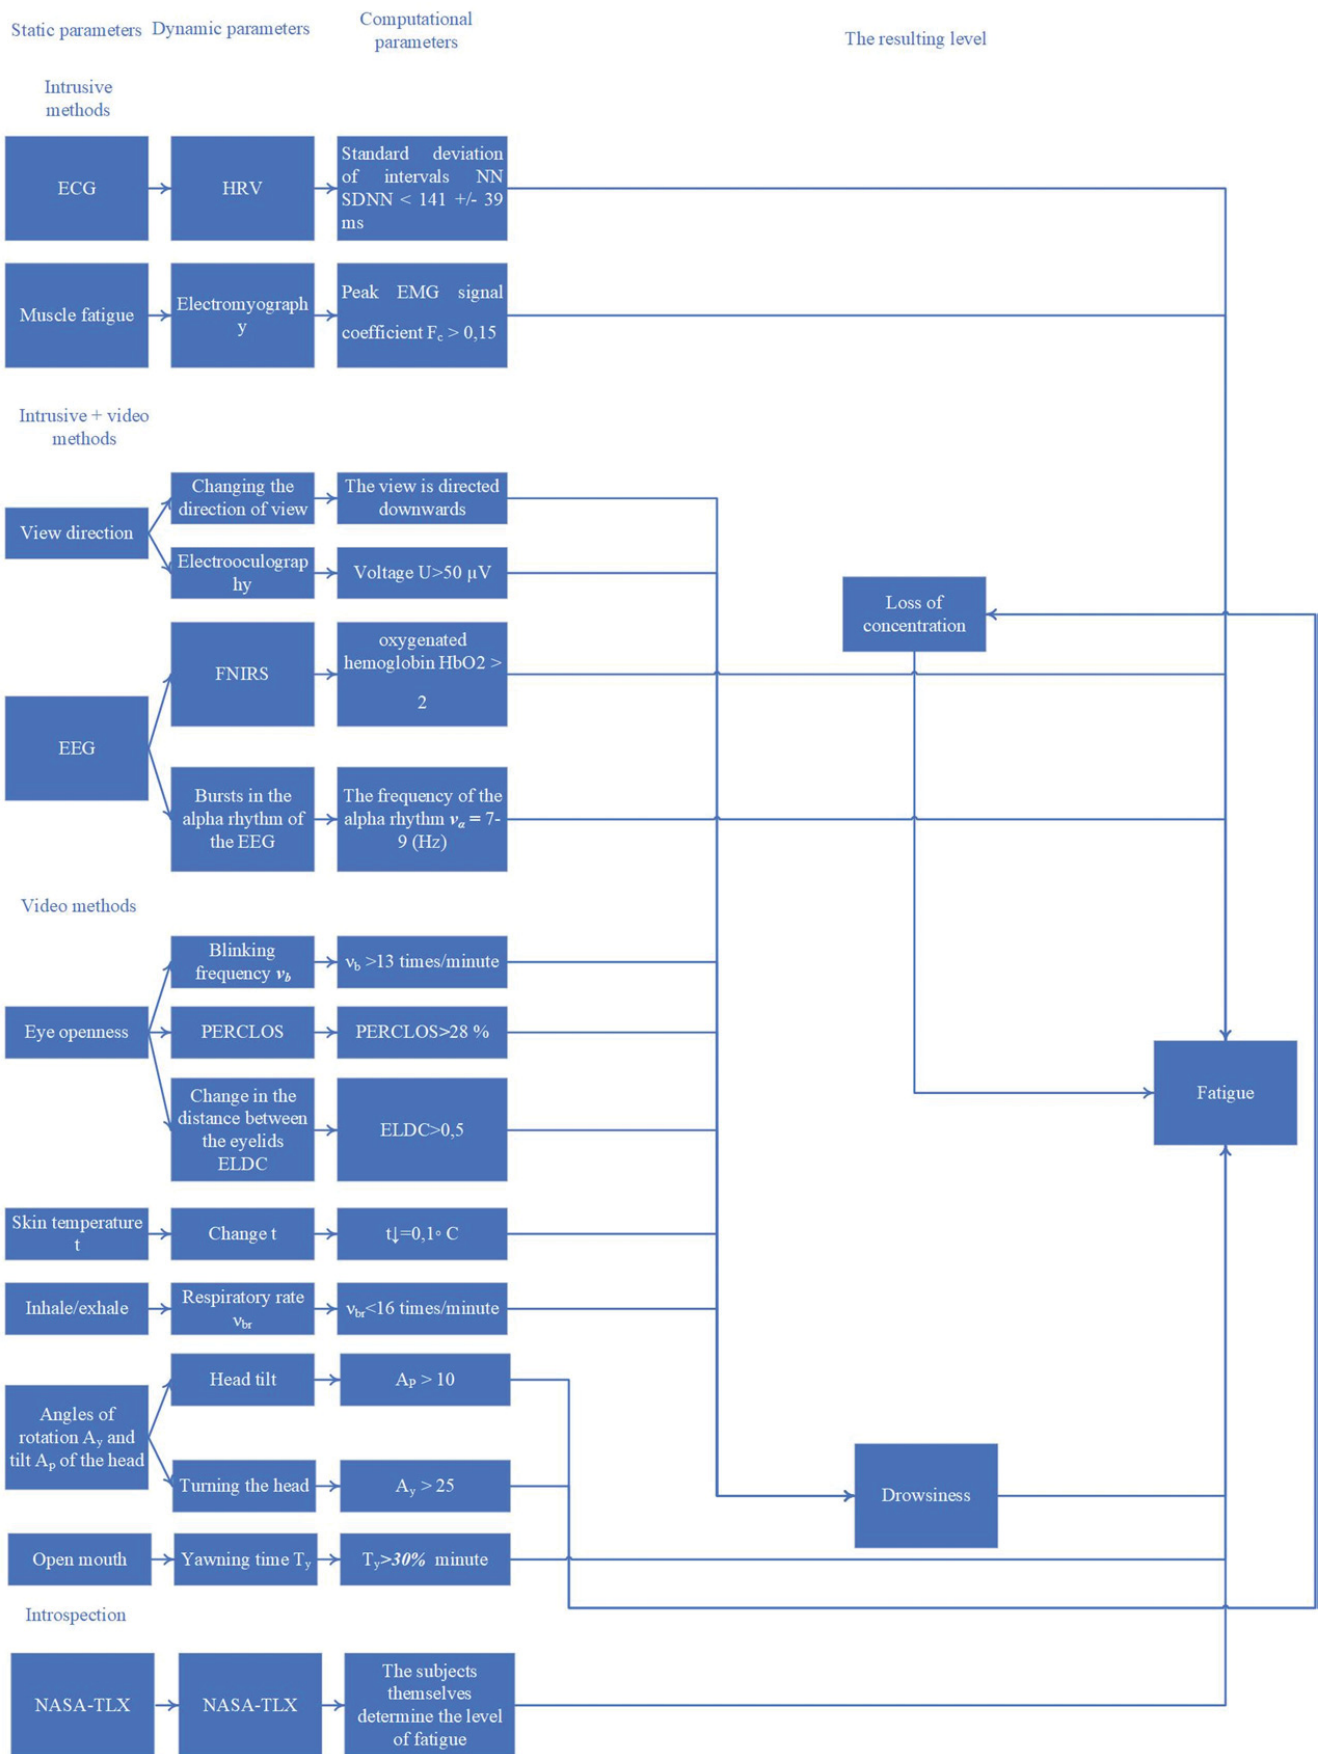 Static parameters
Dynamic parameters
Computational
parameters
The resulting level
Intrusive
methods
ECG
HRV
Standard deviation
of intervals NN
SDNN < 141 +/- 39
ms
Muscle fatigue
Electromyograph
y
Peak EMG signal
coefficient Fc > 0,15
Intrusive + video
methods
View direction
Changing the
direction of view
The view is directed
downwards
Electrooculograp
hy
Voltage U>50 µV
Loss of
concentration
EEG
FNIRS
oxygenated
hemoglobin HbO2 >
2
Bursts in the
alpha rhythm of
the EEG
The frequency of the
alpha rhythm vα = 7-
9 (Hz)
Video methods
Eye openness
Blinking
frequency vb
νb >13 times/minute
PERCLOS
PERCLOS>28 %
Change in the
distance between
the eyelids
ELDC
ELDC>0,5
Fatigue
Skin temperature
t
Change t
t↓=0,1◦ C
Inhale/exhale
Respiratory rate
νbr
νbr<16 times/minute
Angles of
rotation Ay and
tilt Ap of the head
Head tilt
AP > 10
Turning the head
Ay > 25
Drowsiness
Open mouth
Yawning time Ty
Ty>30% minute
Introspection
NASA-TLX
NASA-TLX
The subjects
themselves
determine the level
of fatigue